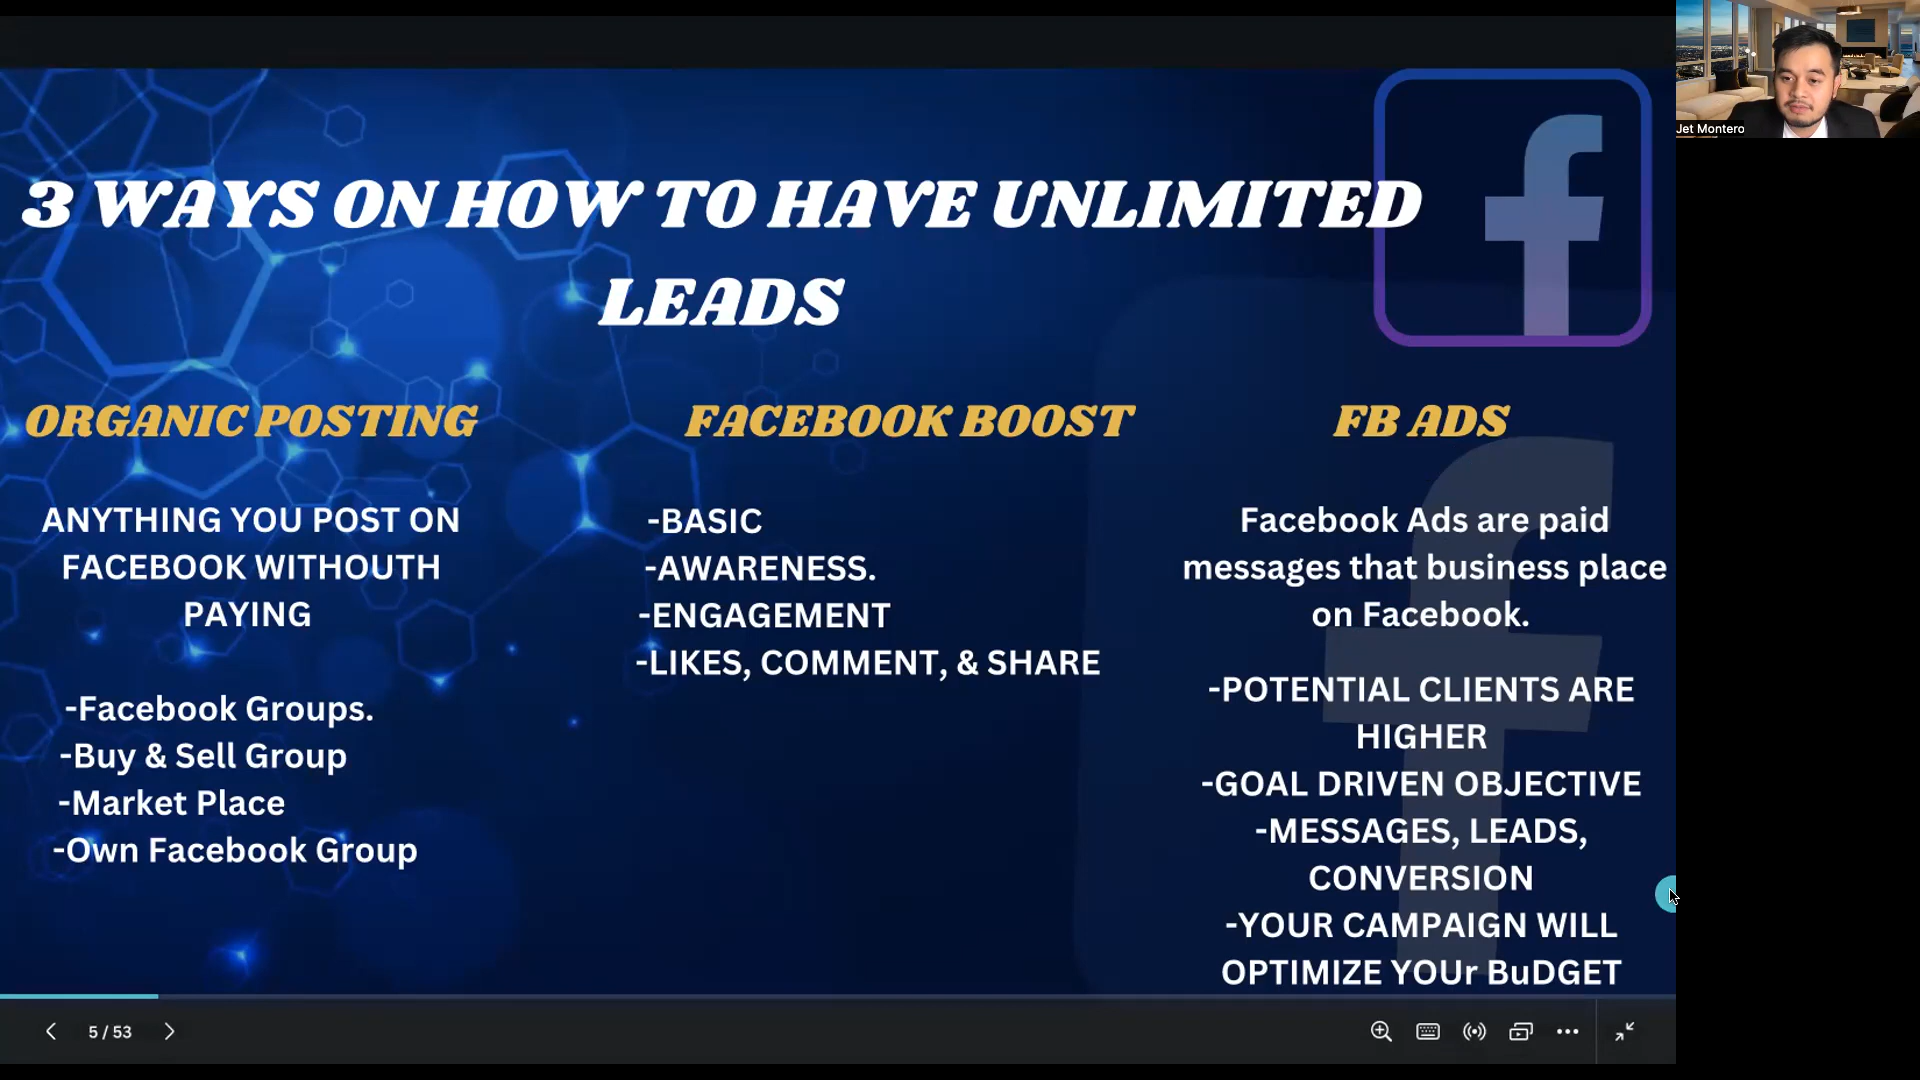 3 WAYS ON HOW TO HAVE UNLIMITED
LEADS
ORGANIC POSTING
ANYTHING YOU POST ON
FACEBOOK WITHOUTH
PAYING
-Facebook Groups.
-Buy & Sell Group
-Market Place
-Own Facebook Group
FACEBOOK BOOST
-BASIC
-AWARENESS.
-ENGAGEMENT
-LIKES, COMMENT, & SHARE
FB ADS
Facebook Ads are paid
messages that business place
on Facebook.
-POTENTIAL CLIENTS ARE
HIGHER
-GOAL DRIVEN OBJECTIVE
-MESSAGES, LEADS,
CONVERSION
-YOUR CAMPAIGN WILL
OPTIMIZE YOUr BuDGET
Jet Montero
5 / 53